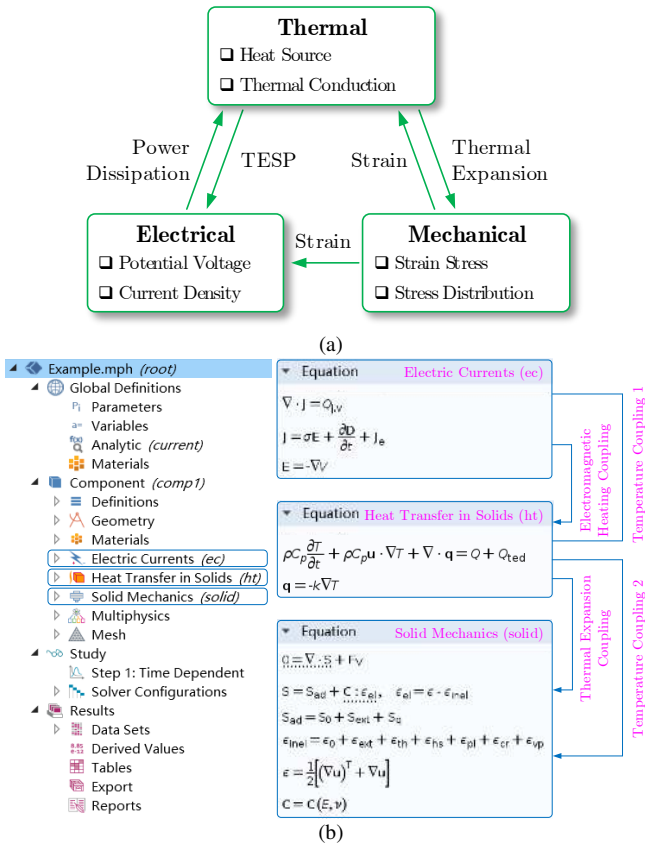 Thermal
❑ Heat Source
❑ Thermal Conduction
Power
Dissipation
TESP
Strain
Thermal
Expansion
Electrical
❑ Potential Voltage
❑ Current Density
Strain
Mechanical
❑ Strain Stress
❑ Stress Distribution
(a)
Example.mph (root)
Global Definitions
Pi Parameters
a= Variables
Analytic (current)
Materials
Component (comp1)
Definitions
Geometry
Materials
Electric Currents (ec)
Heat Transfer in Solids (ht)
Solid Mechanics (solid)
Multiphysics
Mesh
Study
Step 1: Time Dependent
Solver Configurations
Results
Data Sets
8.85
e-12 Derived Values
Tables
Export
Reports
Equation Electric Currents (ec)
∇ · J = Q_j,v
J = σE + ∂D/∂t + J_e
E = -∇V
Equation Heat Transfer in Solids (ht)
ρC_p ∂T/∂t + ρC_p u · ∇T + ∇ · q = Q + Q_ted
q = -k∇T
Equation Solid Mechanics (solid)
0 = ∇ · S + F_V
S = S_ad + C : ϵ_el, ϵ_el = ϵ - ϵ_inel
S_ad = S_0 + S_ext + S_q
ϵ_inel = ϵ_0 + ϵ_ext + ϵ_th + ϵ_hs + ϵ_pl + ϵ_cr + ϵ_vp
ϵ = 1/2[(∇u)^T + ∇u]
C = C(E,ν)
Electromagnetic
Heating Coupling
Temperature Coupling 1
Thermal Expansion
Coupling
Temperature Coupling 2
(b)